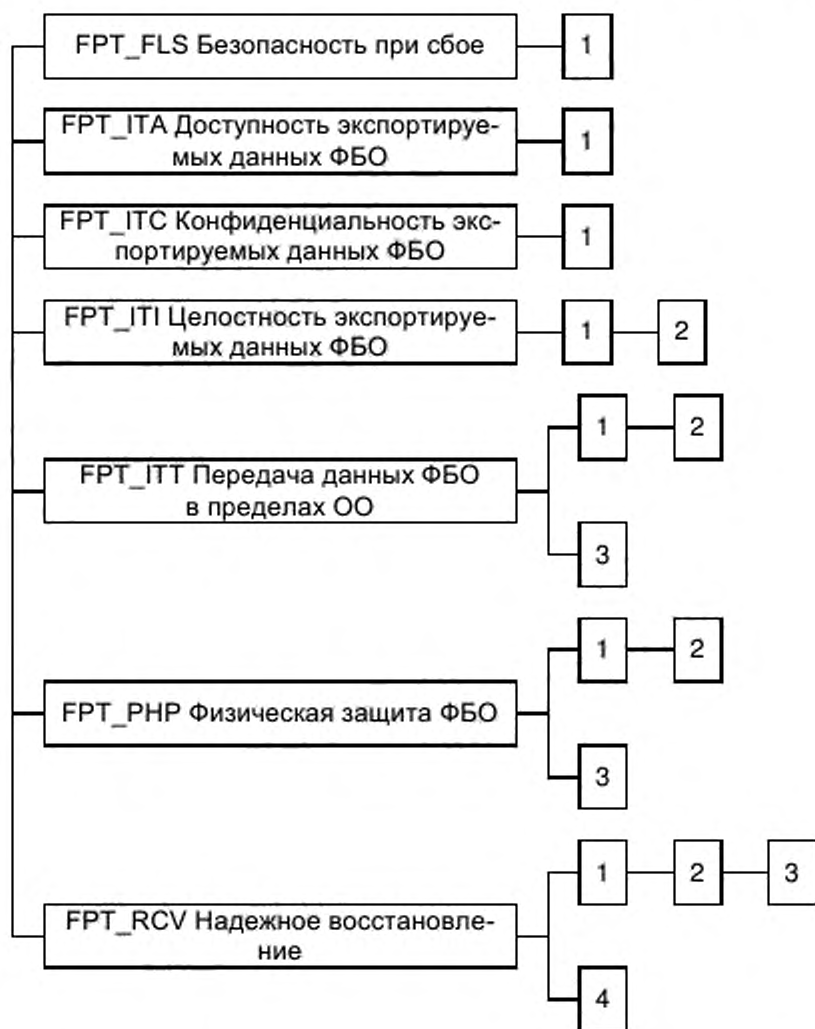 FPT_FLS Безопасность при сбое
1
FPT_ITA Доступность экспортируе-
мых данных ФБО
1
FPT_ITC Конфиденциальность экс-
портируемых данных ФБО
1
FPT_ITI Целостность экспортируе-
мых данных ФБО
1
2
FPT_ITT Передача данных ФБО
в пределах ОО
1
2
3
FPT_PHP Физическая защита ФБО
1
2
3
FPT_RCV Надежное восстановле-
ние
1
2
3
4